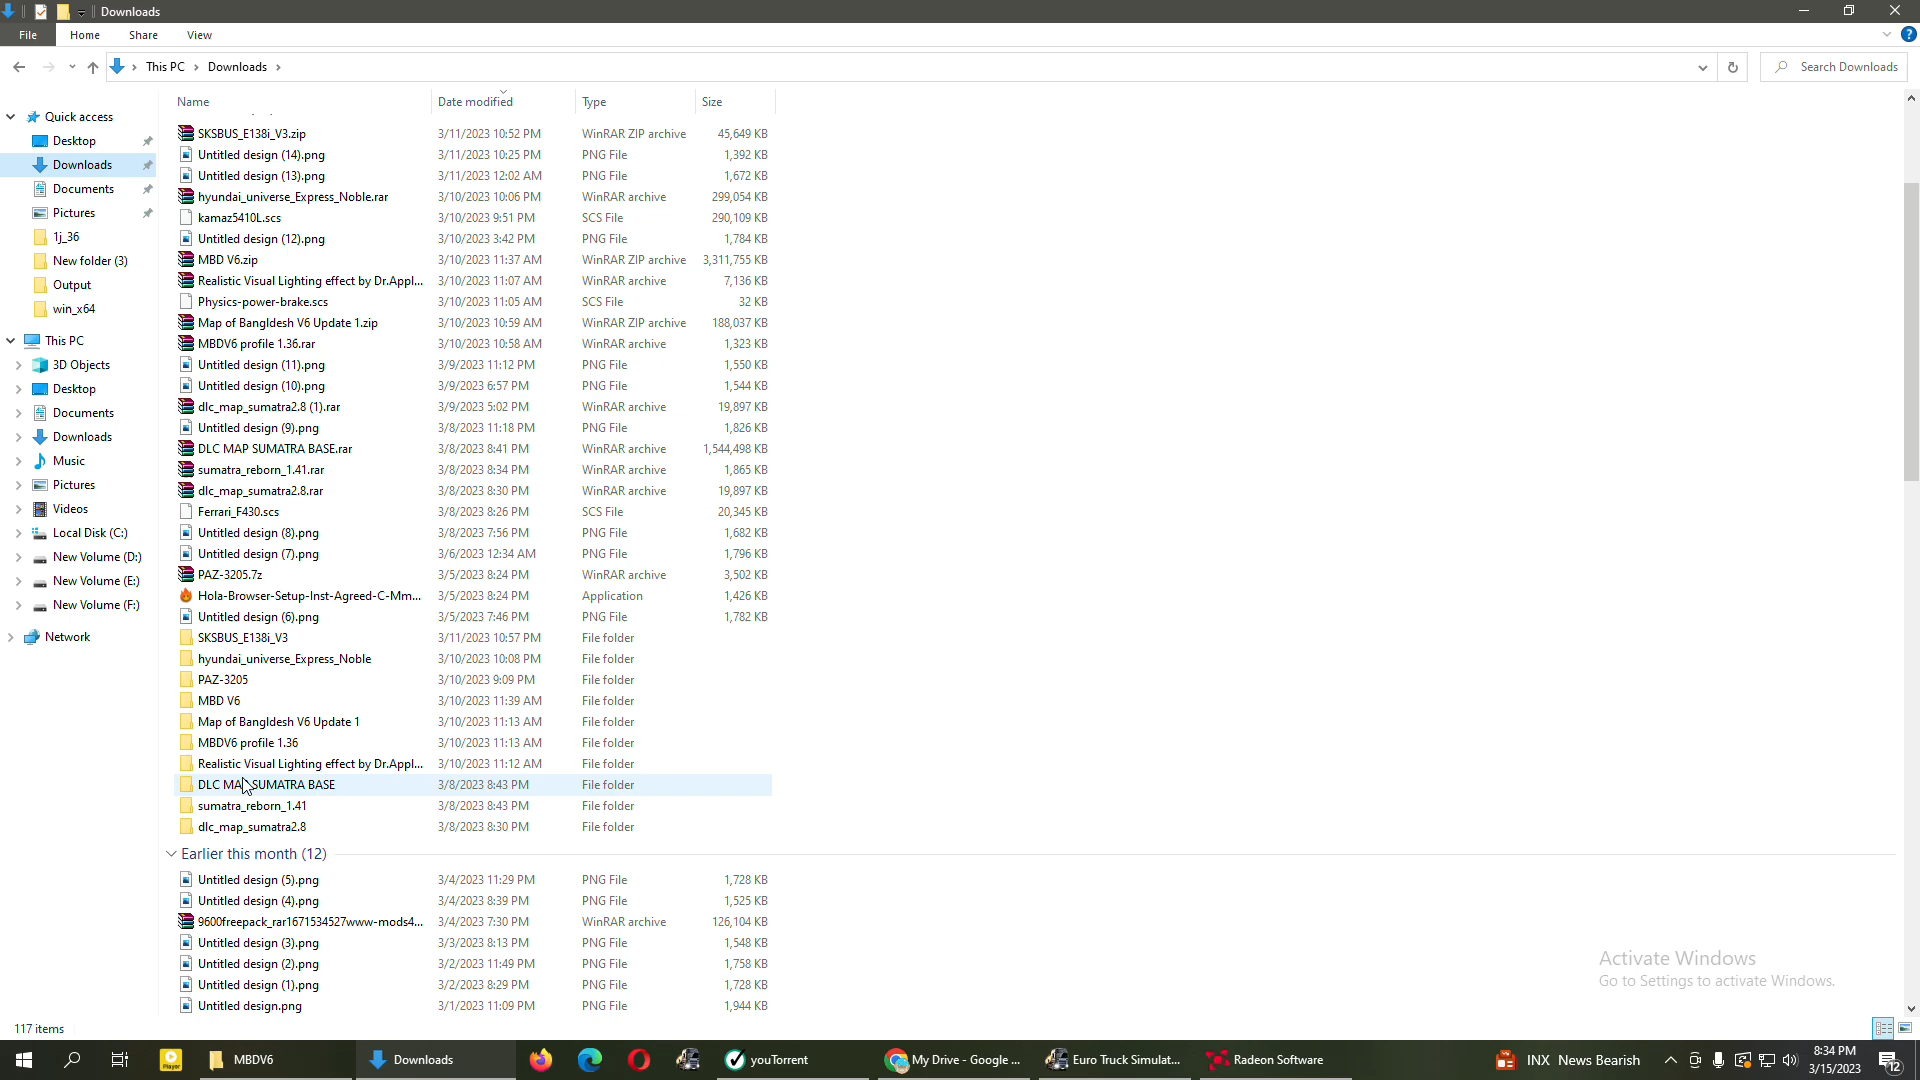 Downloads
File Home Share View
This PC Downloads Search Downloads
Name Date modified Type Size
Quick access
Desktop
Downloads
Documents
Pictures
1j_36
New folder (3)
Output
win_x64
This PC
3D Objects
Desktop
Documents
Downloads
Music
Pictures
Videos
Local Disk (C:)
New Volume (D:)
New Volume (E:)
New Volume (F:)
Network
SKSBUS_E138i_V3.zip 3/11/2023 10:52 PM WinRAR ZIP archive 45,649 KB
Untitled design (14).png 3/11/2023 10:25 PM PNG File 1,392 KB
Untitled design (13).png 3/11/2023 12:02 AM PNG File 1,672 KB
hyundai_universe_Express_Noble.rar 3/10/2023 10:06 PM WinRAR archive 299,054 KB
kamaz5410L.scs 3/10/2023 9:51 PM SCS File 290,109 KB
Untitled design (12).png 3/10/2023 3:42 PM PNG File 1,784 KB
MBD V6.zip 3/10/2023 11:37 AM WinRAR ZIP archive 3,311,755 KB
Realistic Visual Lighting effect by Dr.Appl... 3/10/2023 11:07 AM WinRAR archive 7,136 KB
Physics-power-brake.scs 3/10/2023 11:05 AM SCS File 32 KB
Map of Bangldesh V6 Update 1.zip 3/10/2023 10:59 AM WinRAR ZIP archive 188,037 KB
MBDV6 profile 1.36.rar 3/10/2023 10:58 AM WinRAR archive 1,323 KB
Untitled design (11).png 3/9/2023 11:12 PM PNG File 1,550 KB
Untitled design (10).png 3/9/2023 6:57 PM PNG File 1,544 KB
dlc_map_sumatra2.8 (1).rar 3/9/2023 5:02 PM WinRAR archive 19,897 KB
Untitled design (9).png 3/8/2023 11:18 PM PNG File 1,826 KB
DLC MAP SUMATRA BASE.rar 3/8/2023 8:41 PM WinRAR archive 1,544,498 KB
sumatra_reborn_1.41.rar 3/8/2023 8:34 PM WinRAR archive 1,865 KB
dlc_map_sumatra2.8.rar 3/8/2023 8:30 PM WinRAR archive 19,897 KB
Ferrari_F430.scs 3/8/2023 8:26 PM SCS File 20,345 KB
Untitled design (8).png 3/8/2023 7:56 PM PNG File 1,682 KB
Untitled design (7).png 3/6/2023 12:34 AM PNG File 1,796 KB
PAZ-3205.7z 3/5/2023 8:24 PM WinRAR archive 3,502 KB
Hola-Browser-Setup-Inst-Agreed-C-Mm... 3/5/2023 8:24 PM Application 1,426 KB
Untitled design (6).png 3/5/2023 7:46 PM PNG File 1,782 KB
SKSBUS_E138i_V3 3/11/2023 10:57 PM File folder
hyundai_universe_Express_Noble 3/10/2023 10:08 PM File folder
PAZ-3205 3/10/2023 9:09 PM File folder
MBD V6 3/10/2023 11:39 AM File folder
Map of Bangldesh V6 Update 1 3/10/2023 11:13 AM File folder
MBDV6 profile 1.36 3/10/2023 11:13 AM File folder
Realistic Visual Lighting effect by Dr.Appl... 3/10/2023 11:12 AM File folder
DLC MAP SUMATRA BASE 3/8/2023 8:43 PM File folder
sumatra_reborn_1.41 3/8/2023 8:43 PM File folder
dlc_map_sumatra2.8 3/8/2023 8:30 PM File folder
Earlier this month (12)
Untitled design (5).png 3/4/2023 11:29 PM PNG File 1,728 KB
Untitled design (4).png 3/4/2023 8:39 PM PNG File 1,525 KB
9600freepack_rar1671534527www-mods4... 3/4/2023 7:30 PM WinRAR archive 126,104 KB
Untitled design (3).png 3/3/2023 8:13 PM PNG File 1,548 KB
Untitled design (2).png 3/2/2023 11:49 PM PNG File 1,758 KB
Untitled design (1).png 3/2/2023 8:29 PM PNG File 1,728 KB
Untitled design.png 3/1/2023 11:09 PM PNG File 1,944 KB
Activate Windows
Go to Settings to activate Windows.
117 items
Player MBDV6 Downloads youTorrent My Drive - Google ... Euro Truck Simulat... Radeon Software INX News Bearish 8:34 PM
3/15/2023 12